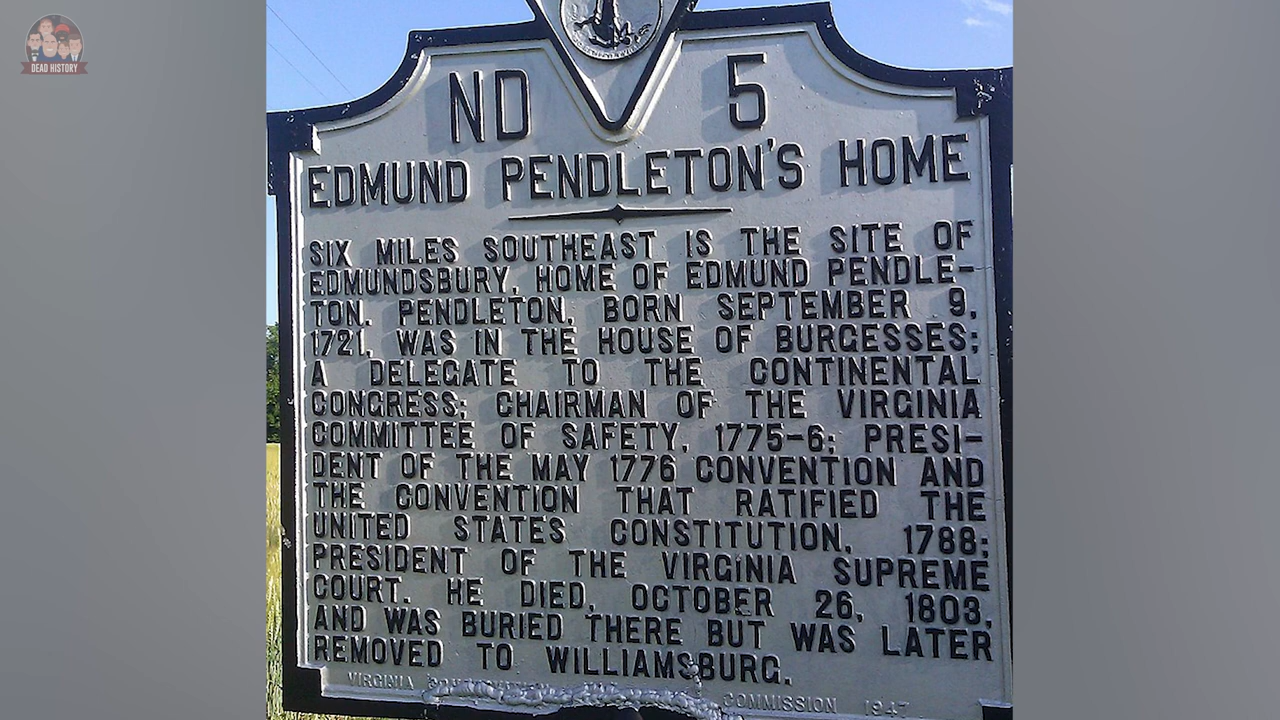 DEAD HISTORY
ND 5
EDMUND PENDLETON'S HOME
SIX MILES SOUTHEAST IS THE SITE OF
EDMUNDSBURY, HOME OF EDMUND PENDLE-
TON. PENDLETON, BORN SEPTEMBER 9,
1721, WAS IN THE HOUSE OF BURGESSES;
A DELEGATE TO THE CONTINENTAL
CONGRESS; CHAIRMAN OF THE VIRGINIA
COMMITTEE OF SAFETY, 1775-6; PRESI-
DENT OF THE MAY 1776 CONVENTION AND
THE CONVENTION THAT RATIFIED THE
UNITED STATES CONSTITUTION, 1788;
PRESIDENT OF THE VIRGINIA SUPREME
COURT. HE DIED, OCTOBER 26, 1803,
AND WAS BURIED THERE BUT WAS LATER
REMOVED TO WILLIAMSBURG.
VIRGINIA COMMISSION 1947